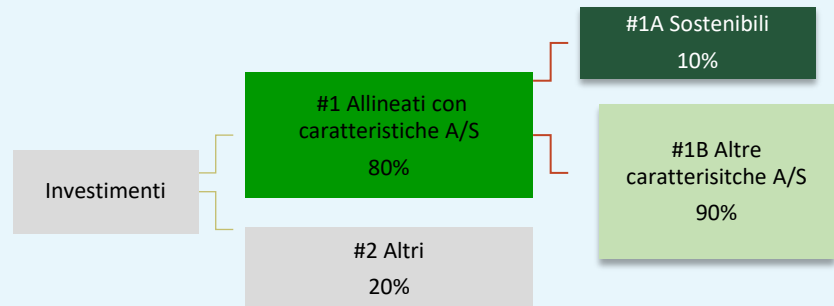 Investimenti
#1 Allineati con
caratteristiche A/S
80%
#2 Altri
20%
#1A Sostenibili
10%
#1B Altre
caratterisitche A/S
90%